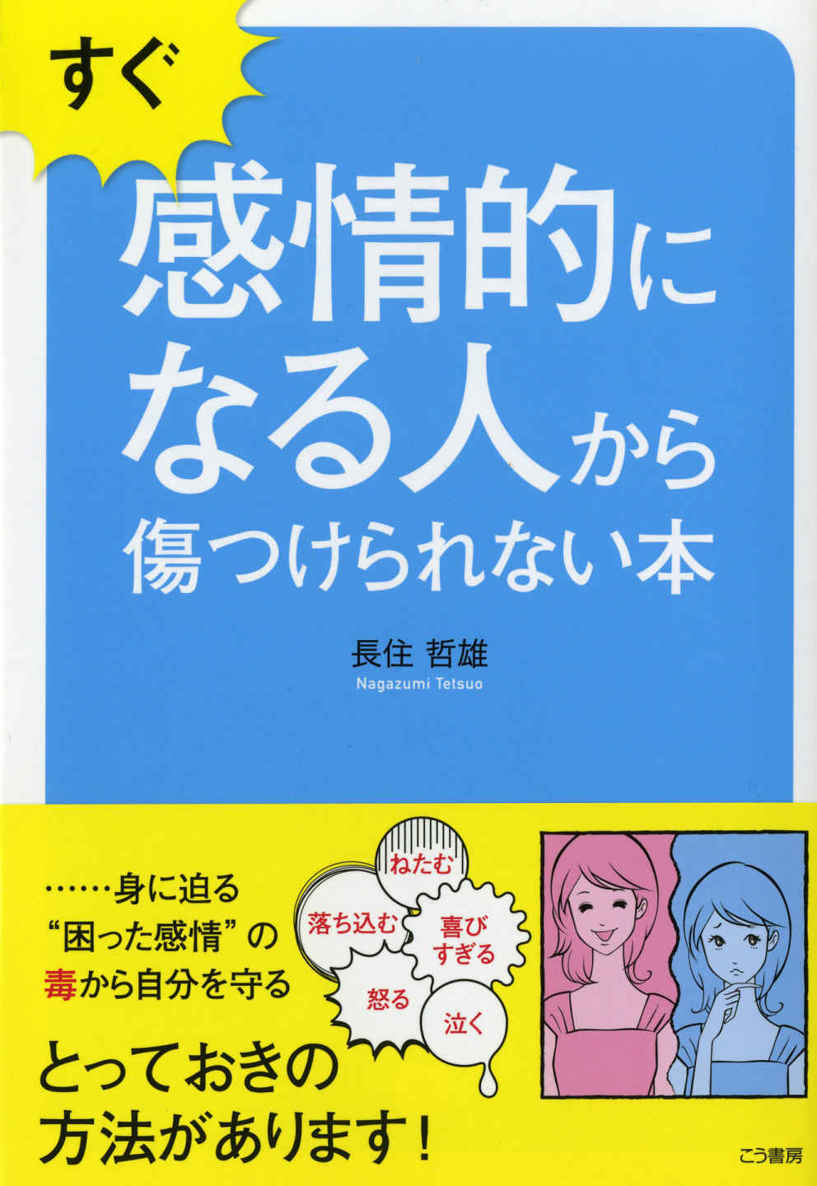 すぐ
感情的に
なる人から
傷つけられない本
長住 哲雄
Nagazumi Tetsuo
……身に迫る
“困った感情”の
毒から自分を守る
とっておきの
方法があります!
ねたむ
落ち込む
喜び
すぎる
怒る
泣く
こう書房